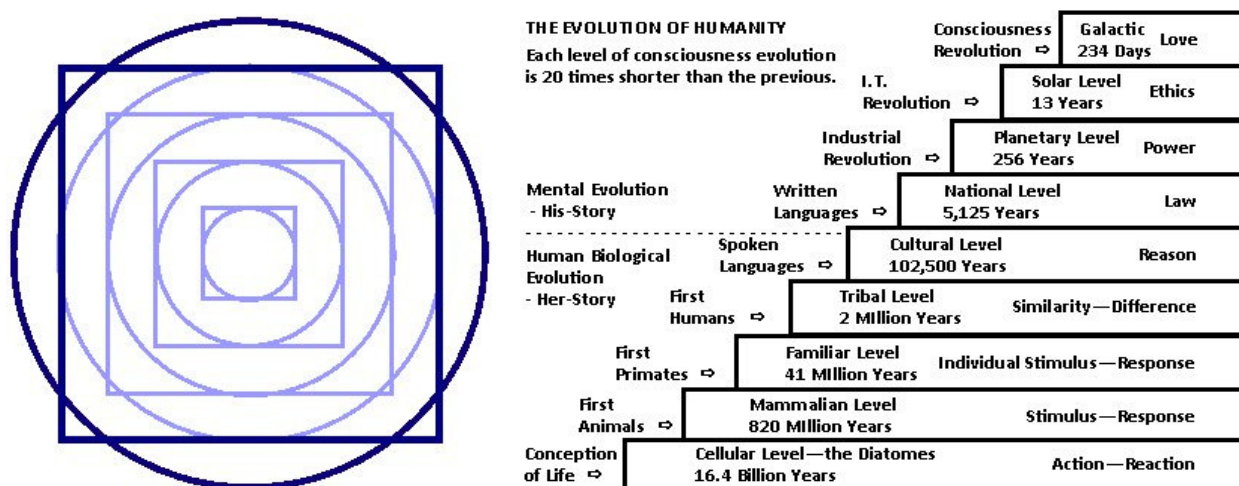 THE EVOLUTION OF HUMANITY
Each level of consciousness evolution
is 20 times shorter than the previous.
Consciousness
Revolution ⇨
Galactic
234 Days
Love
I.T.
Revolution ⇨
Solar Level
13 Years
Ethics
Industrial
Revolution ⇨
Planetary Level
256 Years
Power
Mental Evolution
- His-Story
Written
Languages ⇨
National Level
5,125 Years
Law
Human Biological
Evolution
- Her-Story
Spoken
Languages ⇨
Cultural Level
102,500 Years
Reason
First
Humans ⇨
Tribal Level
2 MIllion Years
Similarity—Difference
First
Primates ⇨
Familiar Level
41 MIllion Years
Individual Stimulus—Response
First
Animals ⇨
Mammalian Level
820 MIllion Years
Stimulus—Response
Conception
of Life ⇨
Cellular Level—the Diatomes
16.4 Billion Years
Action—Reaction